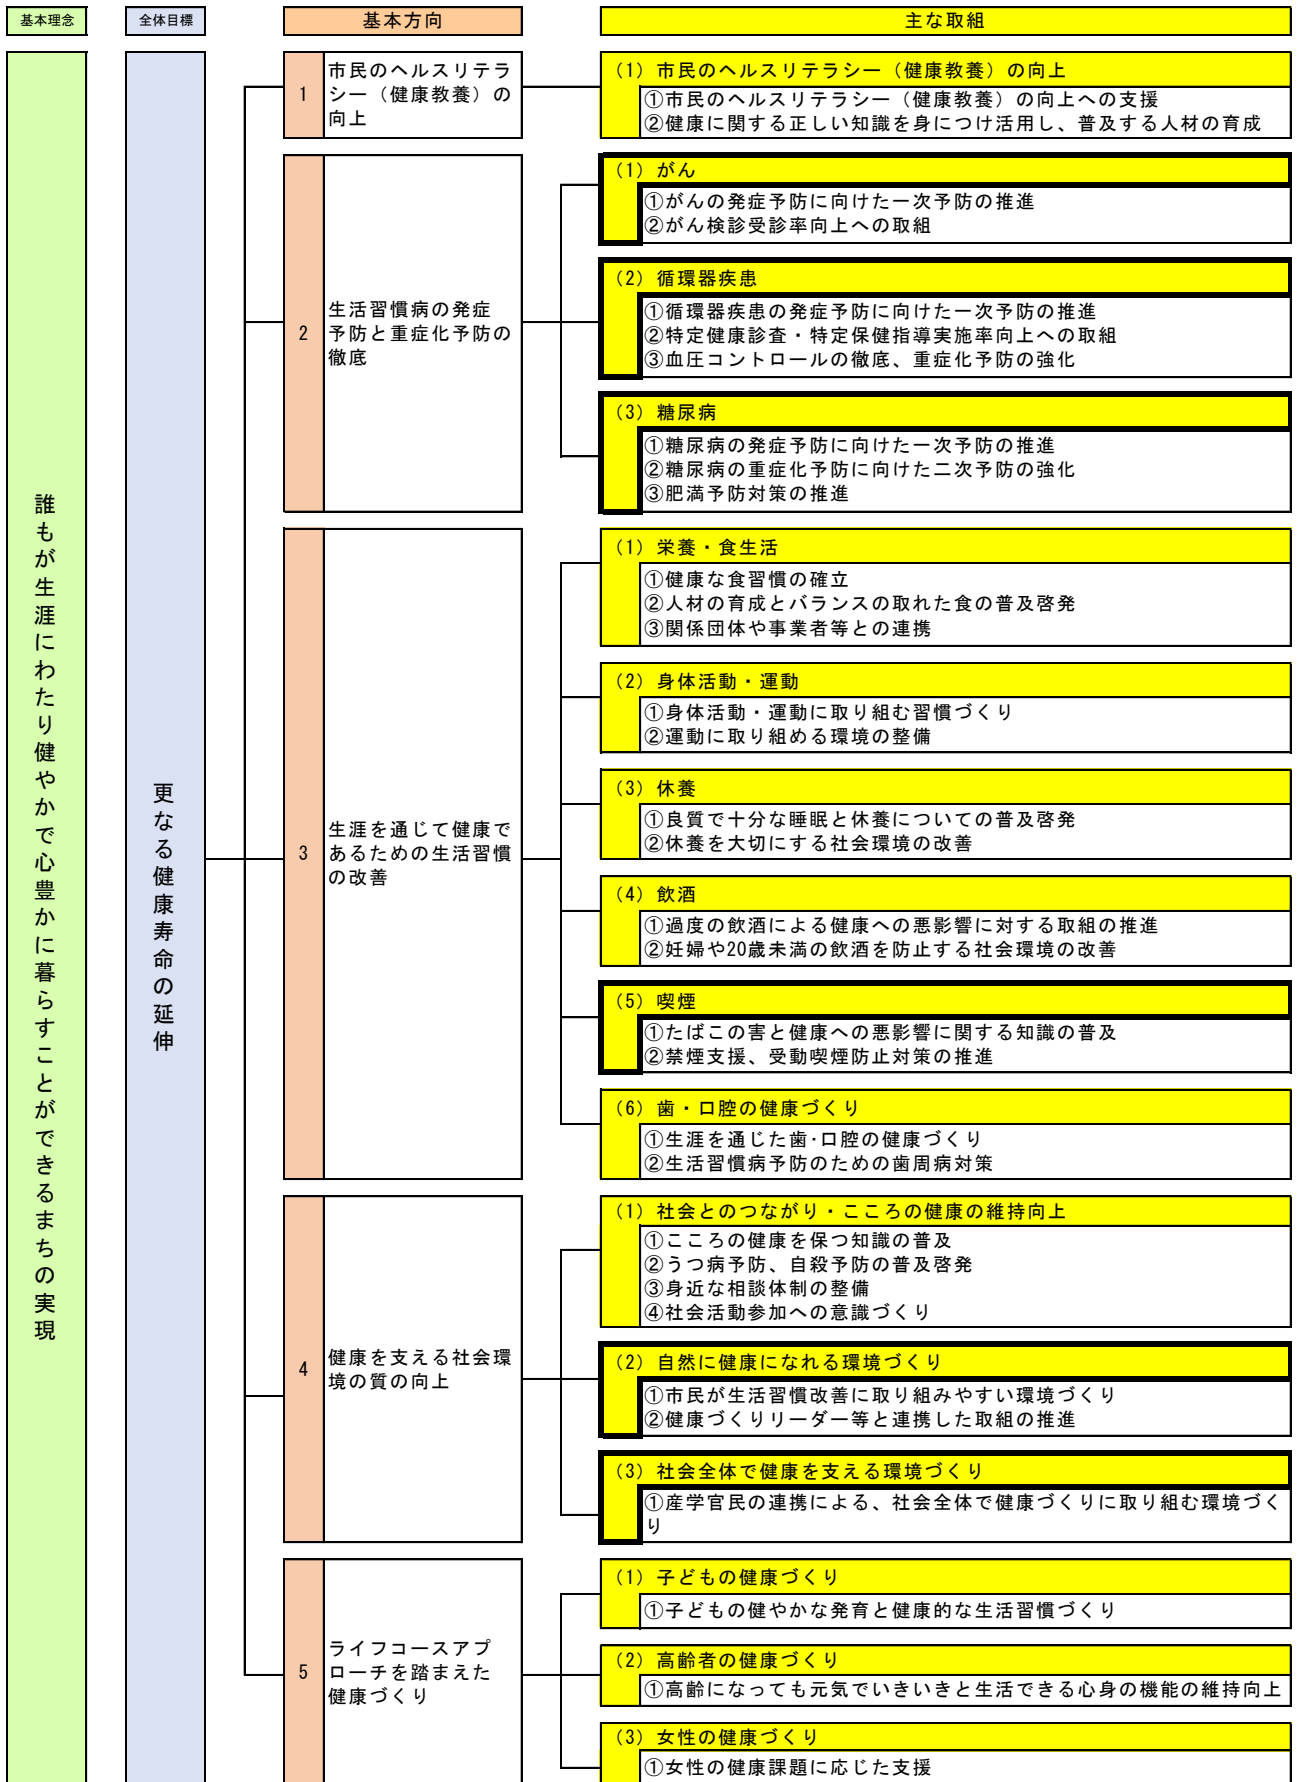 基本理念
全体目標
基本方向
主な取組
誰もが生涯にわたり健やかで心豊かに暮らすことができるまちの実現
更なる健康寿命の延伸
1
市民のヘルスリテラ
シー（健康教養）の
向上
（1）市民のヘルスリテラシー（健康教養）の向上
①市民のヘルスリテラシー（健康教養）の向上への支援
②健康に関する正しい知識を身につけ活用し、普及する人材の育成
2
生活習慣病の発症
予防と重症化予防の
徹底
（1）がん
①がんの発症予防に向けた一次予防の推進
②がん検診受診率向上への取組
（2）循環器疾患
①循環器疾患の発症予防に向けた一次予防の推進
②特定健康診査・特定保健指導実施率向上への取組
③血圧コントロールの徹底、重症化予防の強化
（3）糖尿病
①糖尿病の発症予防に向けた一次予防の推進
②糖尿病の重症化予防に向けた二次予防の強化
③肥満予防対策の推進
3
生涯を通じて健康で
あるための生活習慣
の改善
（1）栄養・食生活
①健康な食習慣の確立
②人材の育成とバランスの取れた食の普及啓発
③関係団体や事業者等との連携
（2）身体活動・運動
①身体活動・運動に取り組む習慣づくり
②運動に取り組める環境の整備
（3）休養
①良質で十分な睡眠と休養についての普及啓発
②休養を大切にする社会環境の改善
（4）飲酒
①過度の飲酒による健康への悪影響に対する取組の推進
②妊婦や20歳未満の飲酒を防止する社会環境の改善
（5）喫煙
①たばこの害と健康への悪影響に関する知識の普及
②禁煙支援、受動喫煙防止対策の推進
（6）歯・口腔の健康づくり
①生涯を通じた歯･口腔の健康づくり
②生活習慣病予防のための歯周病対策
4
健康を支える社会環
境の質の向上
（1）社会とのつながり・こころの健康の維持向上
①こころの健康を保つ知識の普及
②うつ病予防、自殺予防の普及啓発
③身近な相談体制の整備
④社会活動参加への意識づくり
（2）自然に健康になれる環境づくり
①市民が生活習慣改善に取り組みやすい環境づくり
②健康づくりリーダー等と連携した取組の推進
（3）社会全体で健康を支える環境づくり
①産学官民の連携による、社会全体で健康づくりに取り組む環境づく
り
5
ライフコースアプ
ローチを踏まえた
健康づくり
（1）子どもの健康づくり
①子どもの健やかな発育と健康的な生活習慣づくり
（2）高齢者の健康づくり
①高齢になっても元気でいきいきと生活できる心身の機能の維持向上
（3）女性の健康づくり
①女性の健康課題に応じた支援